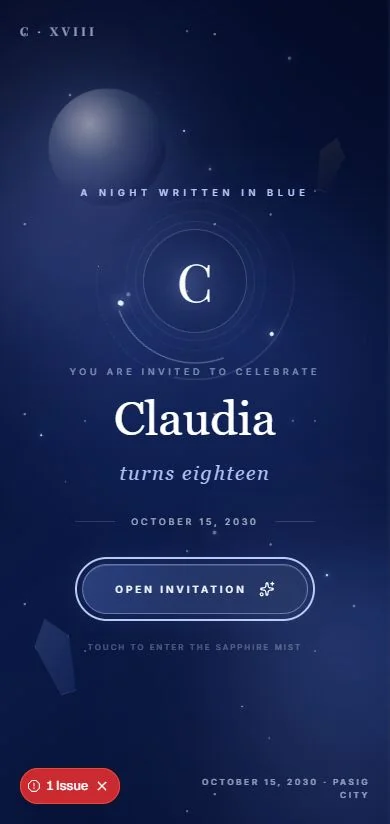 C · XVIII
A NIGHT WRITTEN IN BLUE
C
YOU ARE INVITED TO CELEBRATE
Claudia
turns eighteen
OCTOBER 15, 2030
OPEN INVITATION
TOUCH TO ENTER THE SAPPHIRE MIST
1 Issue
OCTOBER 15, 2030 · PASIG
CITY